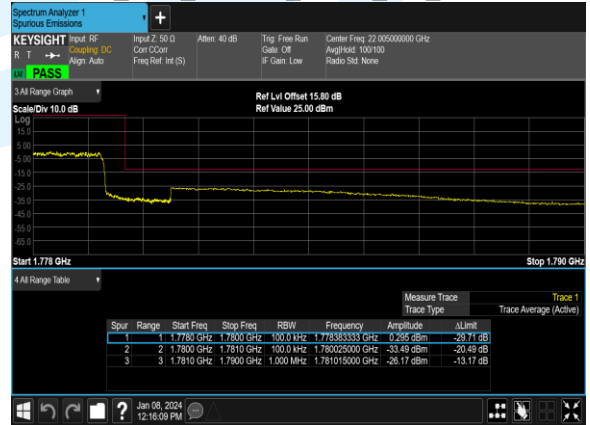 Spectrum Analyzer 1
Spurious Emissions
KEYSIGHT Input: RF Input Z: 50 Ω Atten: 40 dB Trig: Free Run Center Freq: 22.005000000 GHz
R T Coupling: DC Corr CCorr Gate: Off Avg|Hold: 100/100
Align: Auto Freq Ref: Int (S) IF Gain: Low Radio Std: None
PASS
3 All Range Graph
Ref Lvl Offset 15.80 dB
Scale/Div 10.0 dB Ref Value 25.00 dBm
Log
15.0
5.00
-5.00
-15.0
-25.0
-35.0
-45.0
-55.0
-65.0
Start 1.778 GHz Stop 1.790 GHz
4 All Range Table
Measure Trace Trace 1
Trace Type Trace Average (Active)
Spur Range Start Freq Stop Freq RBW Frequency Amplitude ΔLimit
1 1 1.7780 GHz 1.7800 GHz 100.0 kHz 1.778383333 GHz 0.295 dBm -29.71 dB
2 2 1.7800 GHz 1.7810 GHz 100.0 kHz 1.780025000 GHz -33.49 dBm -20.49 dB
3 3 1.7810 GHz 1.7900 GHz 1.000 MHz 1.781015000 GHz -26.17 dBm -13.17 dB
? Jan 08, 2024
12:16:09 PM